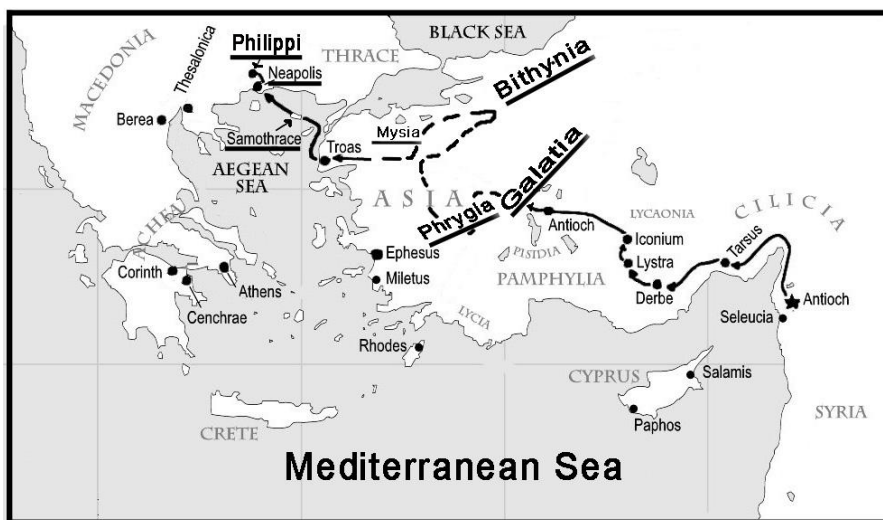 BLACK SEA
MACEDONIA
Thesalonica
Philippi
THRACE
Bithynia
Neapolis
Berea
Samothrace
Mysia
Troas
AEGEAN
SEA
ASIA
Galatia
Phrygia
Antioch
LYCAONIA
CILICIA
ACHFAI
PISIDIA
Iconium
Tarsus
Ephesus
Lystra
Corinth
Athens
Miletus
PAMPHYLIA
Derbe
Antioch
Cenchrae
LYCIA
Seleucia
Rhodes
CYPRUS
Salamis
CRETE
Paphos
SYRIA
Mediterranean Sea